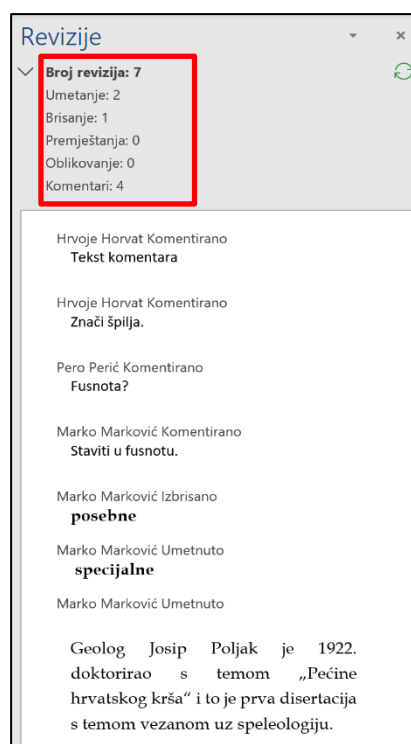 Revizije
Broj revizija: 7
Umetanje: 2
Brisanje: 1
Premještanja: 0
Oblikovanje: 0
Komentari: 4
Hrvoje Horvat Komentirano
Tekst komentara
Hrvoje Horvat Komentirano
Znači špilja.
Pero Perić Komentirano
Fusnota?
Marko Marković Komentirano
Staviti u fusnotu.
Marko Marković Izbrisano
posebne
Marko Marković Umetnuto
specijalne
Marko Marković Umetnuto
Geolog Josip Poljak je 1922.
doktorirao s temom „Pećine
hrvatskog krša“ i to je prva disertacija
s temom vezanom uz speleologiju.